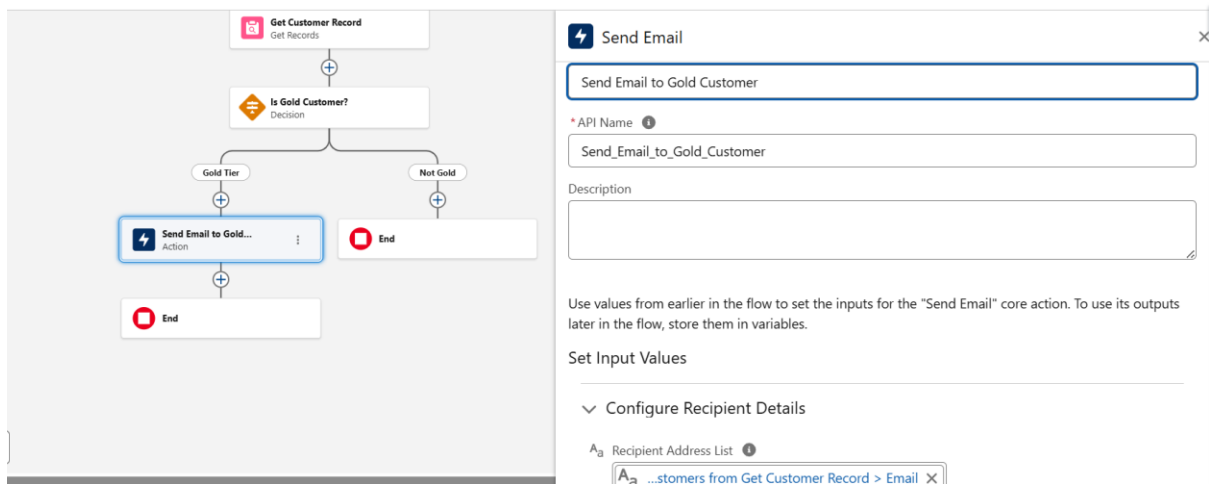 Get Customer Record
Get Records
Is Gold Customer?
Decision
Gold Tier
Not Gold
Send Email to Gold...
Action
End
End
Send Email
Send Email to Gold Customer
*API Name
Send_Email_to_Gold_Customer
Description
Use values from earlier in the flow to set the inputs for the "Send Email" core action. To use its outputs
later in the flow, store them in variables.
Set Input Values
Configure Recipient Details
Aa Recipient Address List
Aa ...stomers from Get Customer Record > Email